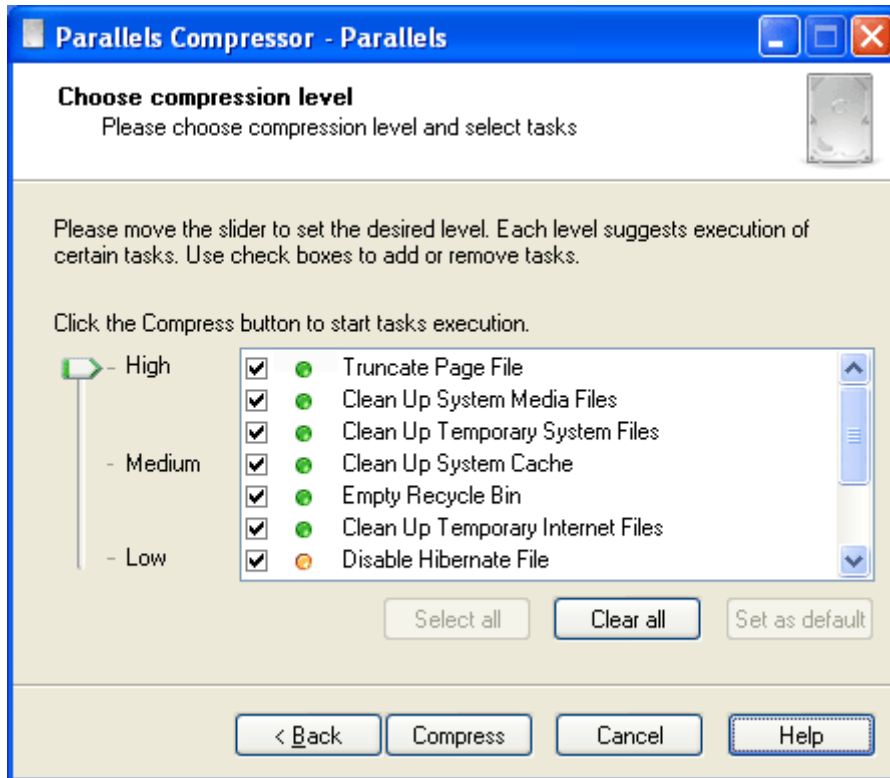 Parallels Compressor - Parallels
Choose compression level
Please choose compression level and select tasks
Please move the slider to set the desired level. Each level suggests execution of
certain tasks. Use check boxes to add or remove tasks.
Click the Compress button to start tasks execution.
- High
- Medium
- Low
Truncate Page File
Clean Up System Media Files
Clean Up Temporary System Files
Clean Up System Cache
Empty Recycle Bin
Clean Up Temporary Internet Files
Disable Hibernate File
Select all
Clear all
Set as default
< Back
Compress
Cancel
Help